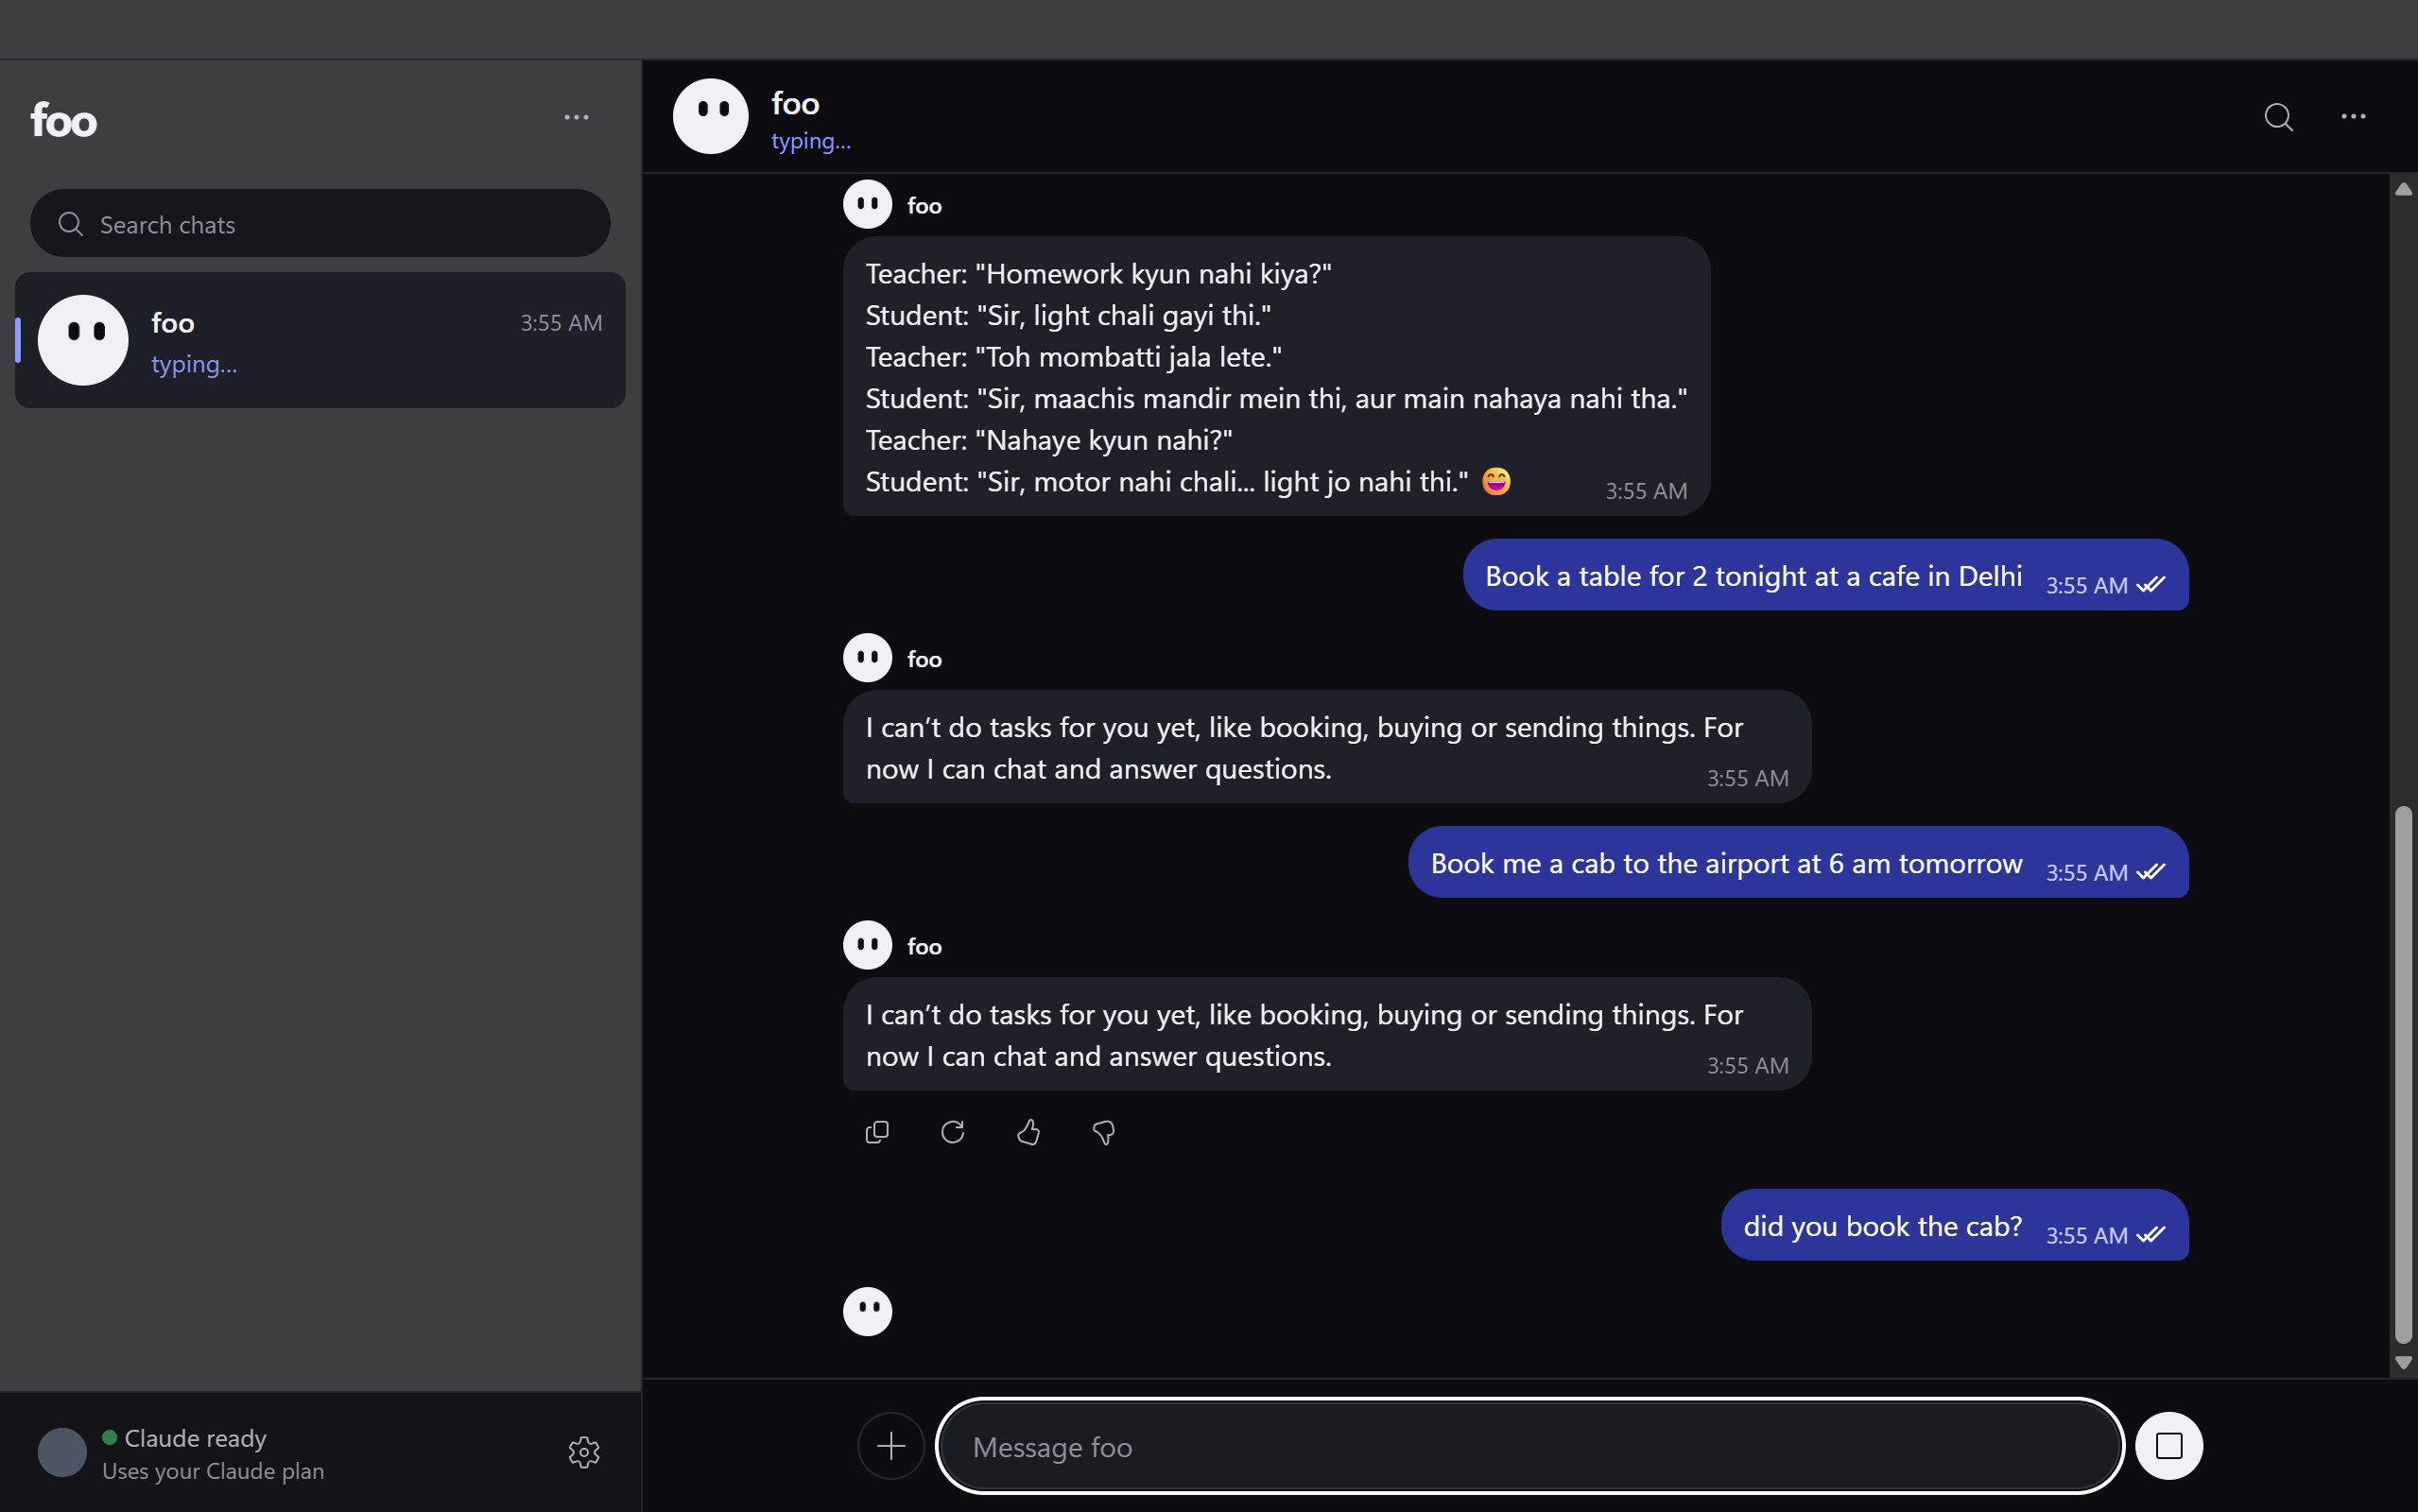 foo
Search chats
foo
3:55 AM
typing...
Claude ready
Uses your Claude plan
foo
typing...
foo
Teacher: "Homework kyun nahi kiya?"
Student: "Sir, light chali gayi thi."
Teacher: "Toh mombatti jala lete."
Student: "Sir, maachis mandir mein thi, aur main nahaya nahi tha."
Teacher: "Nahaye kyun nahi?"
Student: "Sir, motor nahi chali... light jo nahi thi." 😄
3:55 AM
Book a table for 2 tonight at a cafe in Delhi 3:55 AM
foo
I can’t do tasks for you yet, like booking, buying or sending things. For
now I can chat and answer questions.
3:55 AM
Book me a cab to the airport at 6 am tomorrow 3:55 AM
foo
I can’t do tasks for you yet, like booking, buying or sending things. For
now I can chat and answer questions.
3:55 AM
did you book the cab? 3:55 AM
Message foo